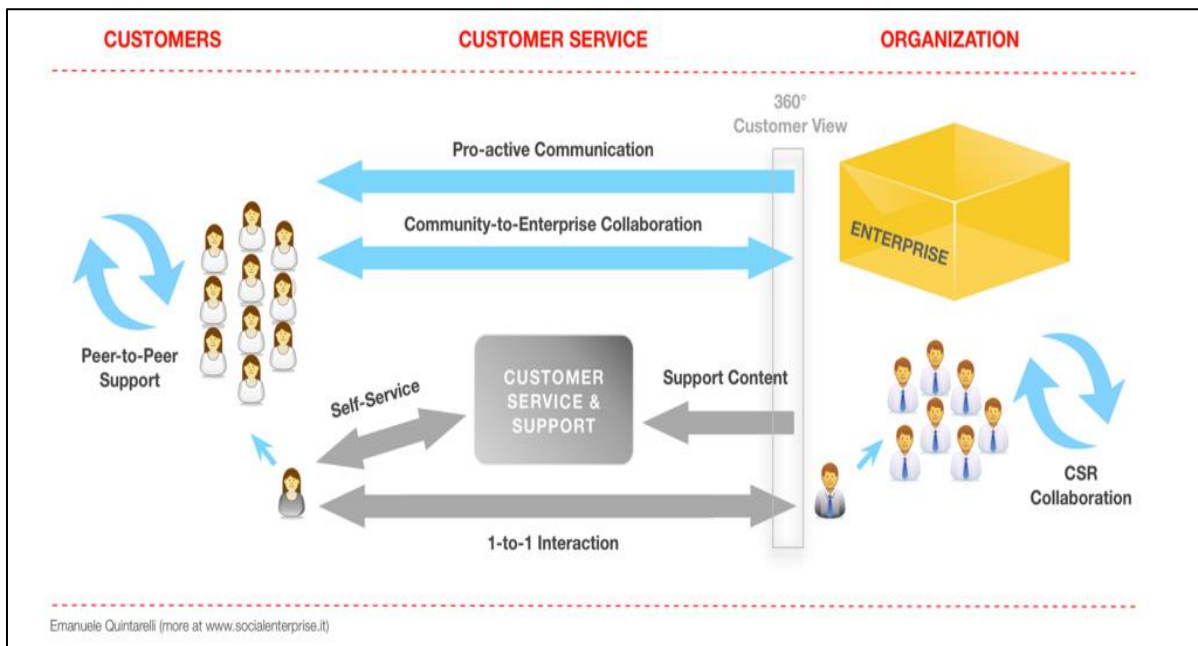 CUSTOMERS
CUSTOMER SERVICE
ORGANIZATION
360°
Customer View
Pro-active Communication
Community-to-Enterprise Collaboration
ENTERPRISE
Peer-to-Peer
Support
Self-Service
CUSTOMER
SERVICE &
SUPPORT
Support Content
CSR
Collaboration
1-to-1 Interaction
Emanuele Quintarelli (more at www.socialenterprise.it)